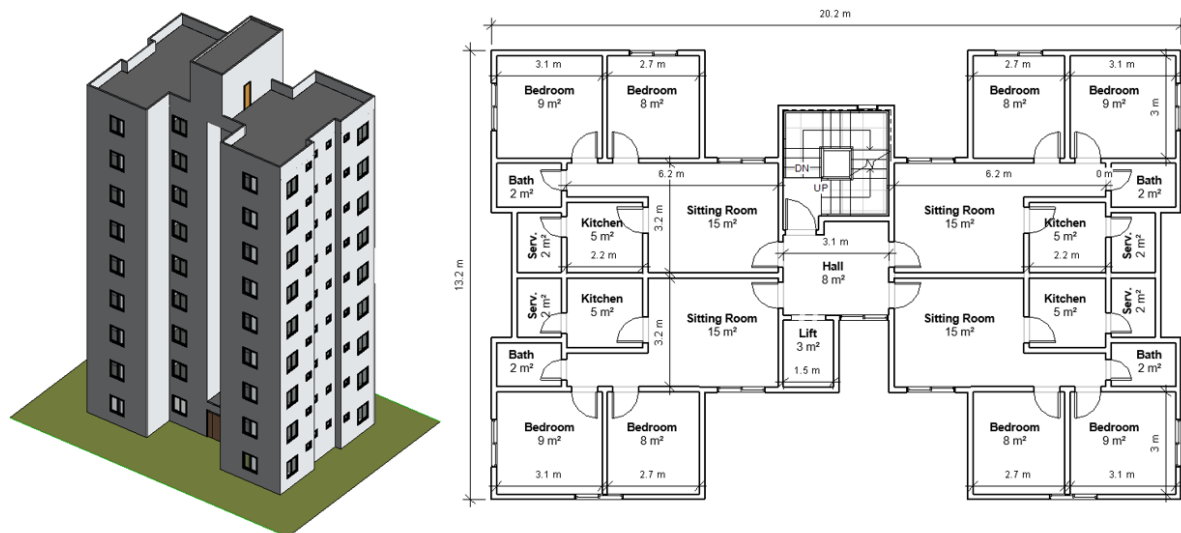 20.2 m
13.2 m
3.1 m
2.7 m
2.7 m
3.1 m
Bedroom
9 m²
Bedroom
8 m²
Bedroom
8 m²
Bedroom
9 m²
3 m
DN
UP
6.2 m
6.2 m
0 m
Bath
2 m²
Bath
2 m²
Serv.
2 m²
Kitchen
5 m²
2.2 m
3.2 m
Sitting Room
15 m²
3.1 m
Hall
8 m²
Sitting Room
15 m²
Kitchen
5 m²
2.2 m
Serv.
2 m²
Serv.
2 m²
Kitchen
5 m²
3.2 m
Sitting Room
15 m²
Lift
3 m²
1.5 m
Sitting Room
15 m²
Kitchen
5 m²
Serv.
2 m²
Bath
2 m²
Bath
2 m²
Bedroom
9 m²
3.1 m
Bedroom
8 m²
2.7 m
Bedroom
8 m²
2.7 m
Bedroom
9 m²
3.1 m
3 m